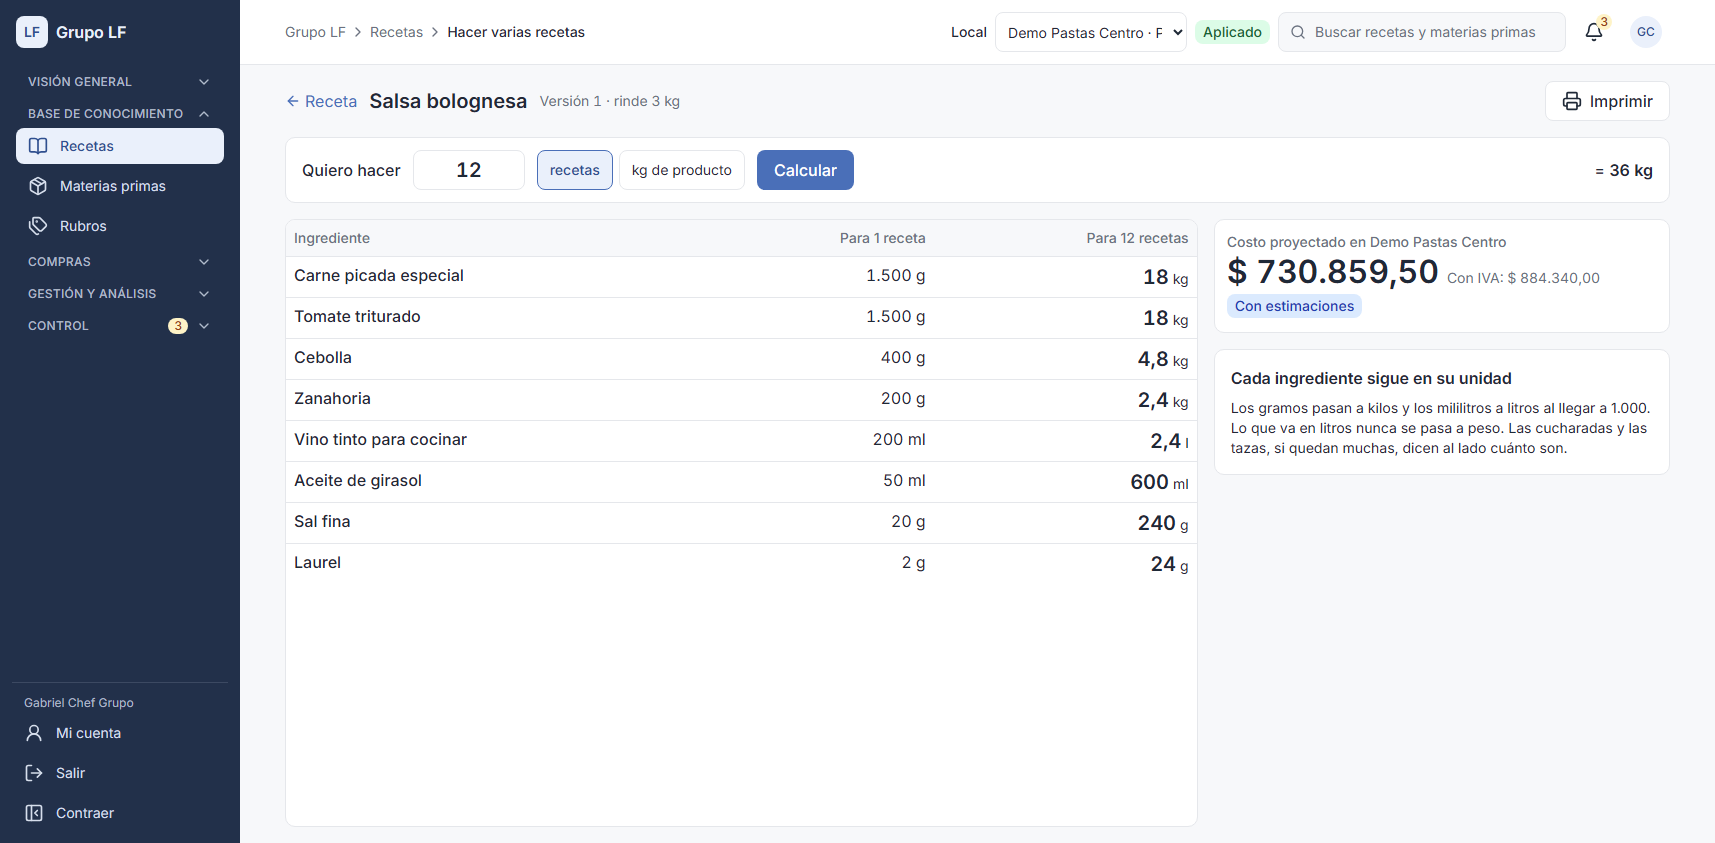 LF Grupo LF
VISIÓN GENERAL
BASE DE CONOCIMIENTO
Recetas
Materias primas
Rubros
COMPRAS
GESTIÓN Y ANÁLISIS
CONTROL 3
Gabriel Chef Grupo
Mi cuenta
Salir
Contraer
Grupo LF > Recetas > Hacer varias recetas
Local Demo Pastas Centro · P Aplicado Buscar recetas y materias primas 3 GC
← Receta Salsa bolognesa Versión 1 · rinde 3 kg Imprimir
Quiero hacer 12 recetas kg de producto Calcular = 36 kg
Ingrediente Para 1 receta Para 12 recetas
Carne picada especial 1.500 g 18 kg
Tomate triturado 1.500 g 18 kg
Cebolla 400 g 4,8 kg
Zanahoria 200 g 2,4 kg
Vino tinto para cocinar 200 ml 2,4 l
Aceite de girasol 50 ml 600 ml
Sal fina 20 g 240 g
Laurel 2 g 24 g
Costo proyectado en Demo Pastas Centro
$ 730.859,50 Con IVA: $ 884.340,00
Con estimaciones
Cada ingrediente sigue en su unidad
Los gramos pasan a kilos y los mililitros a litros al llegar a 1.000.
Lo que va en litros nunca se pasa a peso. Las cucharadas y las
tazas, si quedan muchas, dicen al lado cuánto son.